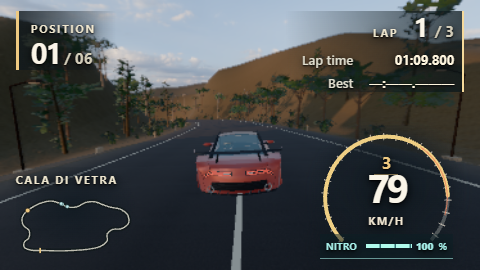 POSITION
01 / 06
LAP 1 / 3
Lap time 01:09.800
Best --:--.---
CALA DI VETRA
3
79
KM/H
NITRO 100 %